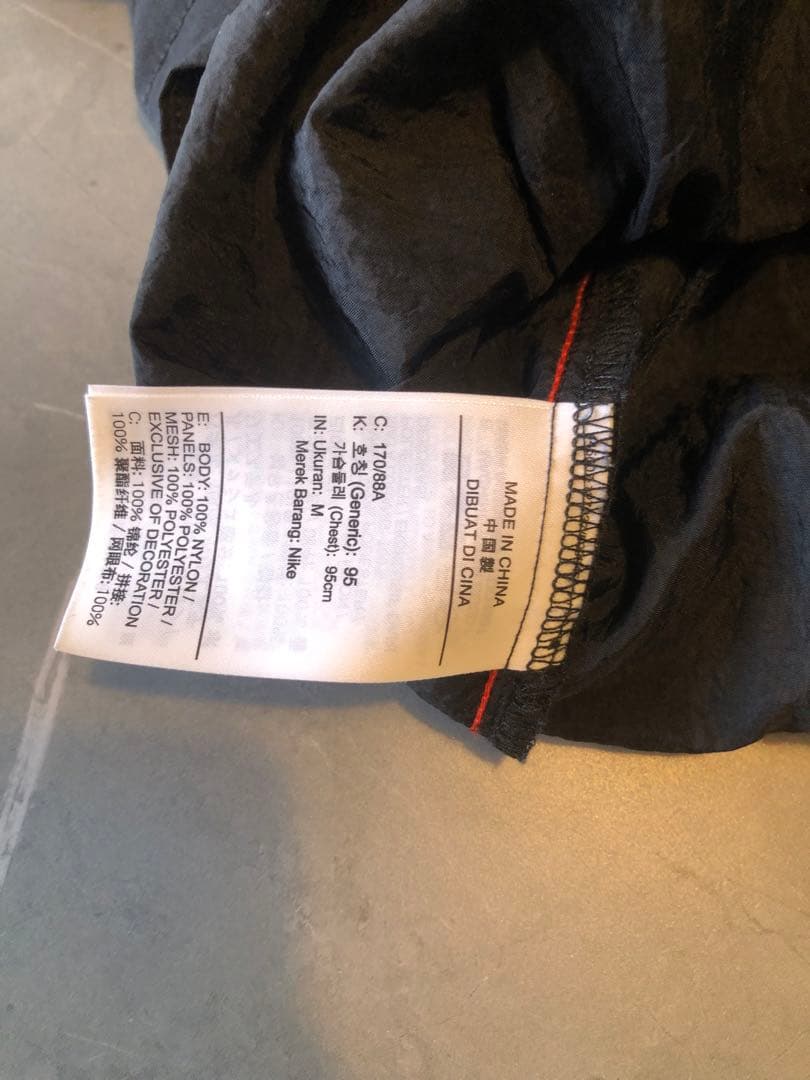 MADE IN CHINA
中国製
DIBUAT DI CINA
C: 170/88A
K: 호칭 (Generic): 95
가슴둘레 (Chest): 95cm
IN: Ukuran: M
Merek Barang: Nike
E: BODY: 100% NYLON /
PANELS: 100% POLYESTER /
MESH: 100% POLYESTER /
EXCLUSIVE OF DECORATION
C: 面料: 100% 锦纶 / 拼接:
100% 聚酯纤维 / 网眼布: 100%